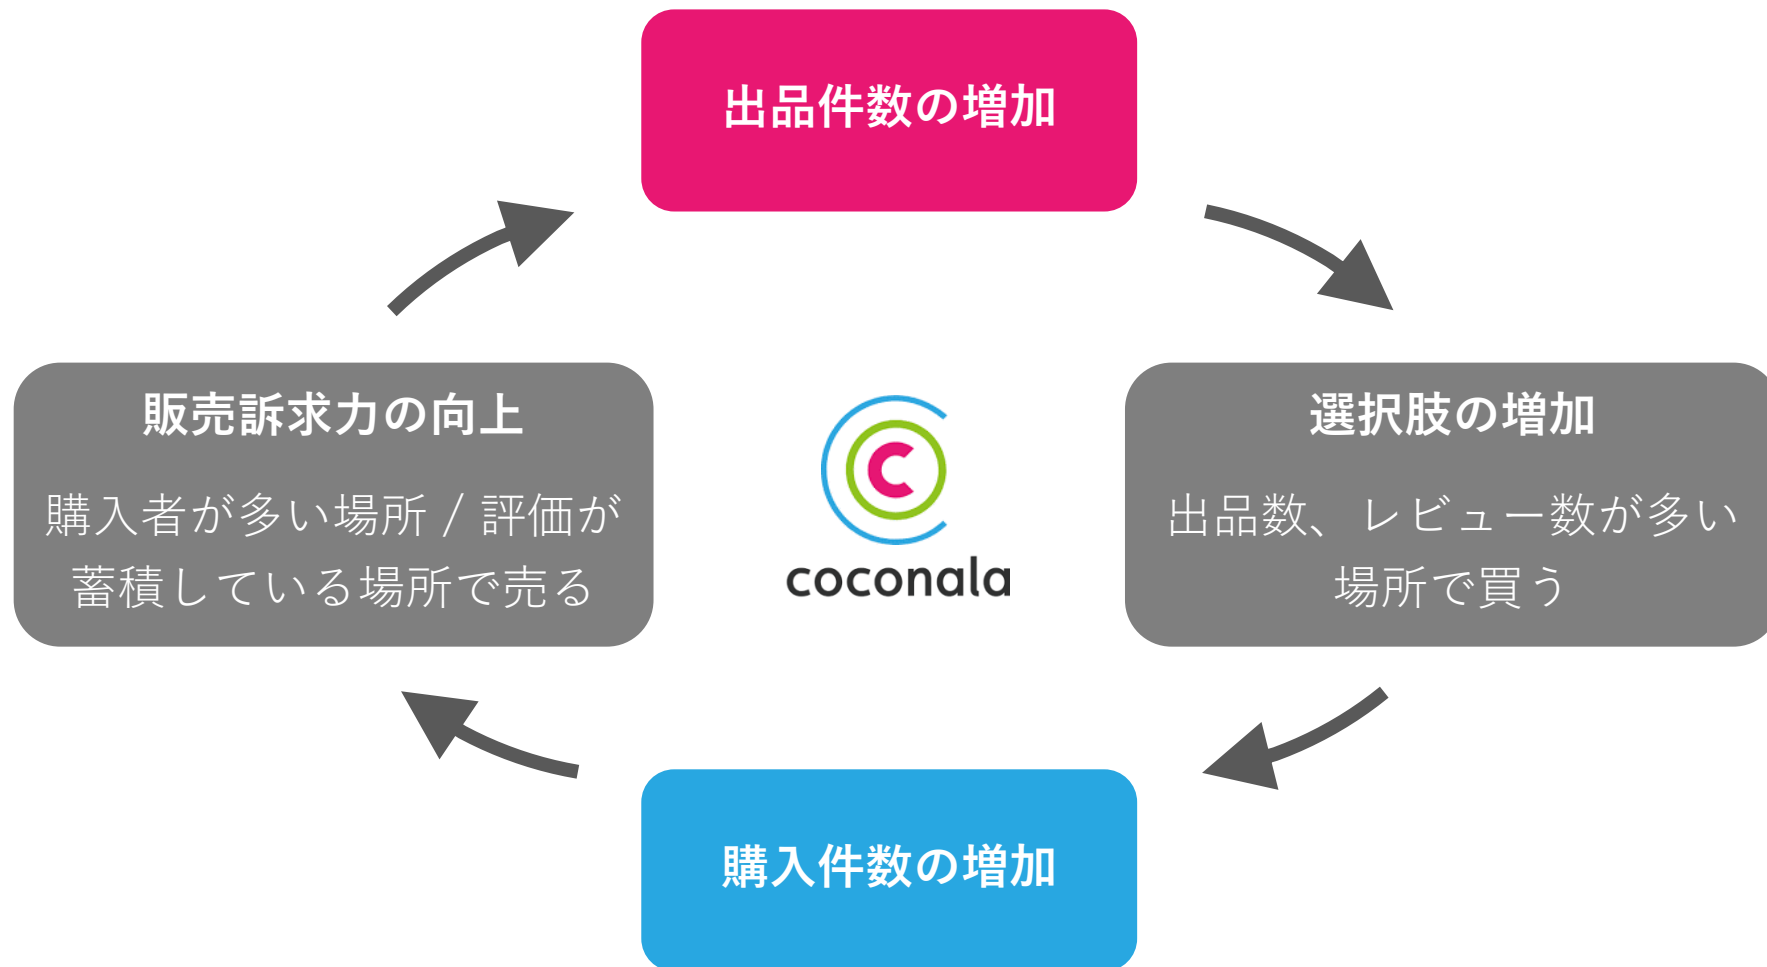 出品件数の増加
販売訴求力の向上
購入者が多い場所 / 評価が
蓄積している場所で売る
coconala
選択肢の増加
出品数、レビュー数が多い
場所で買う
購入件数の増加